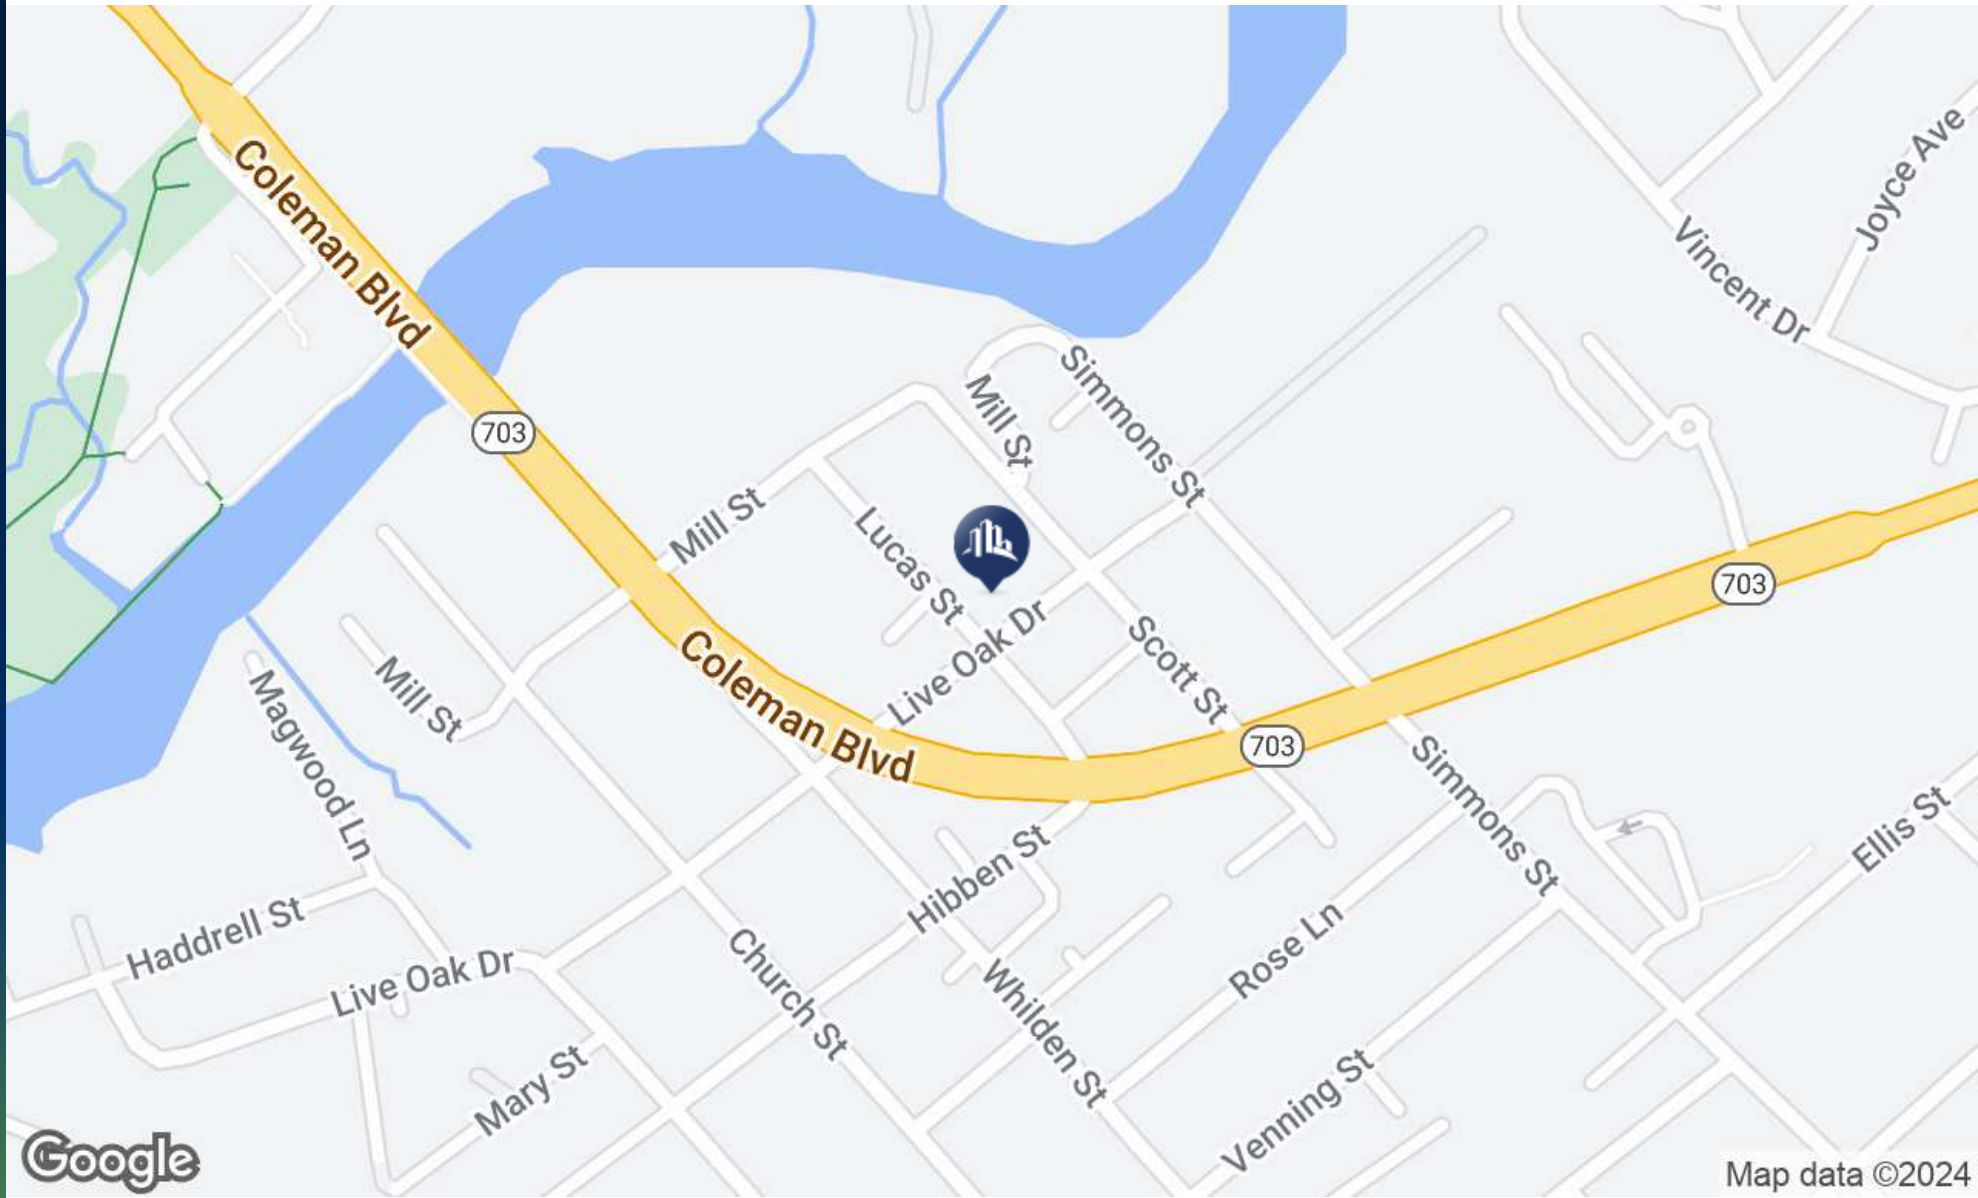 Coleman Blvd
Joyce Ave
Vincent Dr
703
Mill St
Simmons St
Mill St
Lucas St
703
Live Oak Dr
Scott St
Coleman Blvd
Mill St
Magwood Ln
703
Simmons St
Ellis St
Hibben St
Haddrell St
Live Oak Dr
Church St
Whilden St
Rose Ln
Mary St
Venning St
Google
Map data ©2024